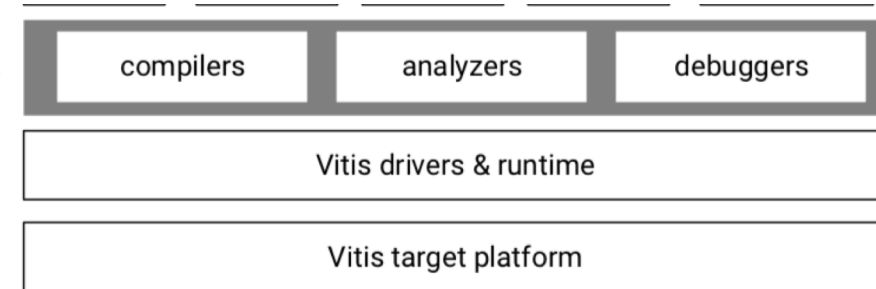 compilers analyzers debuggers
Vitis drivers & runtime
Vitis target platform